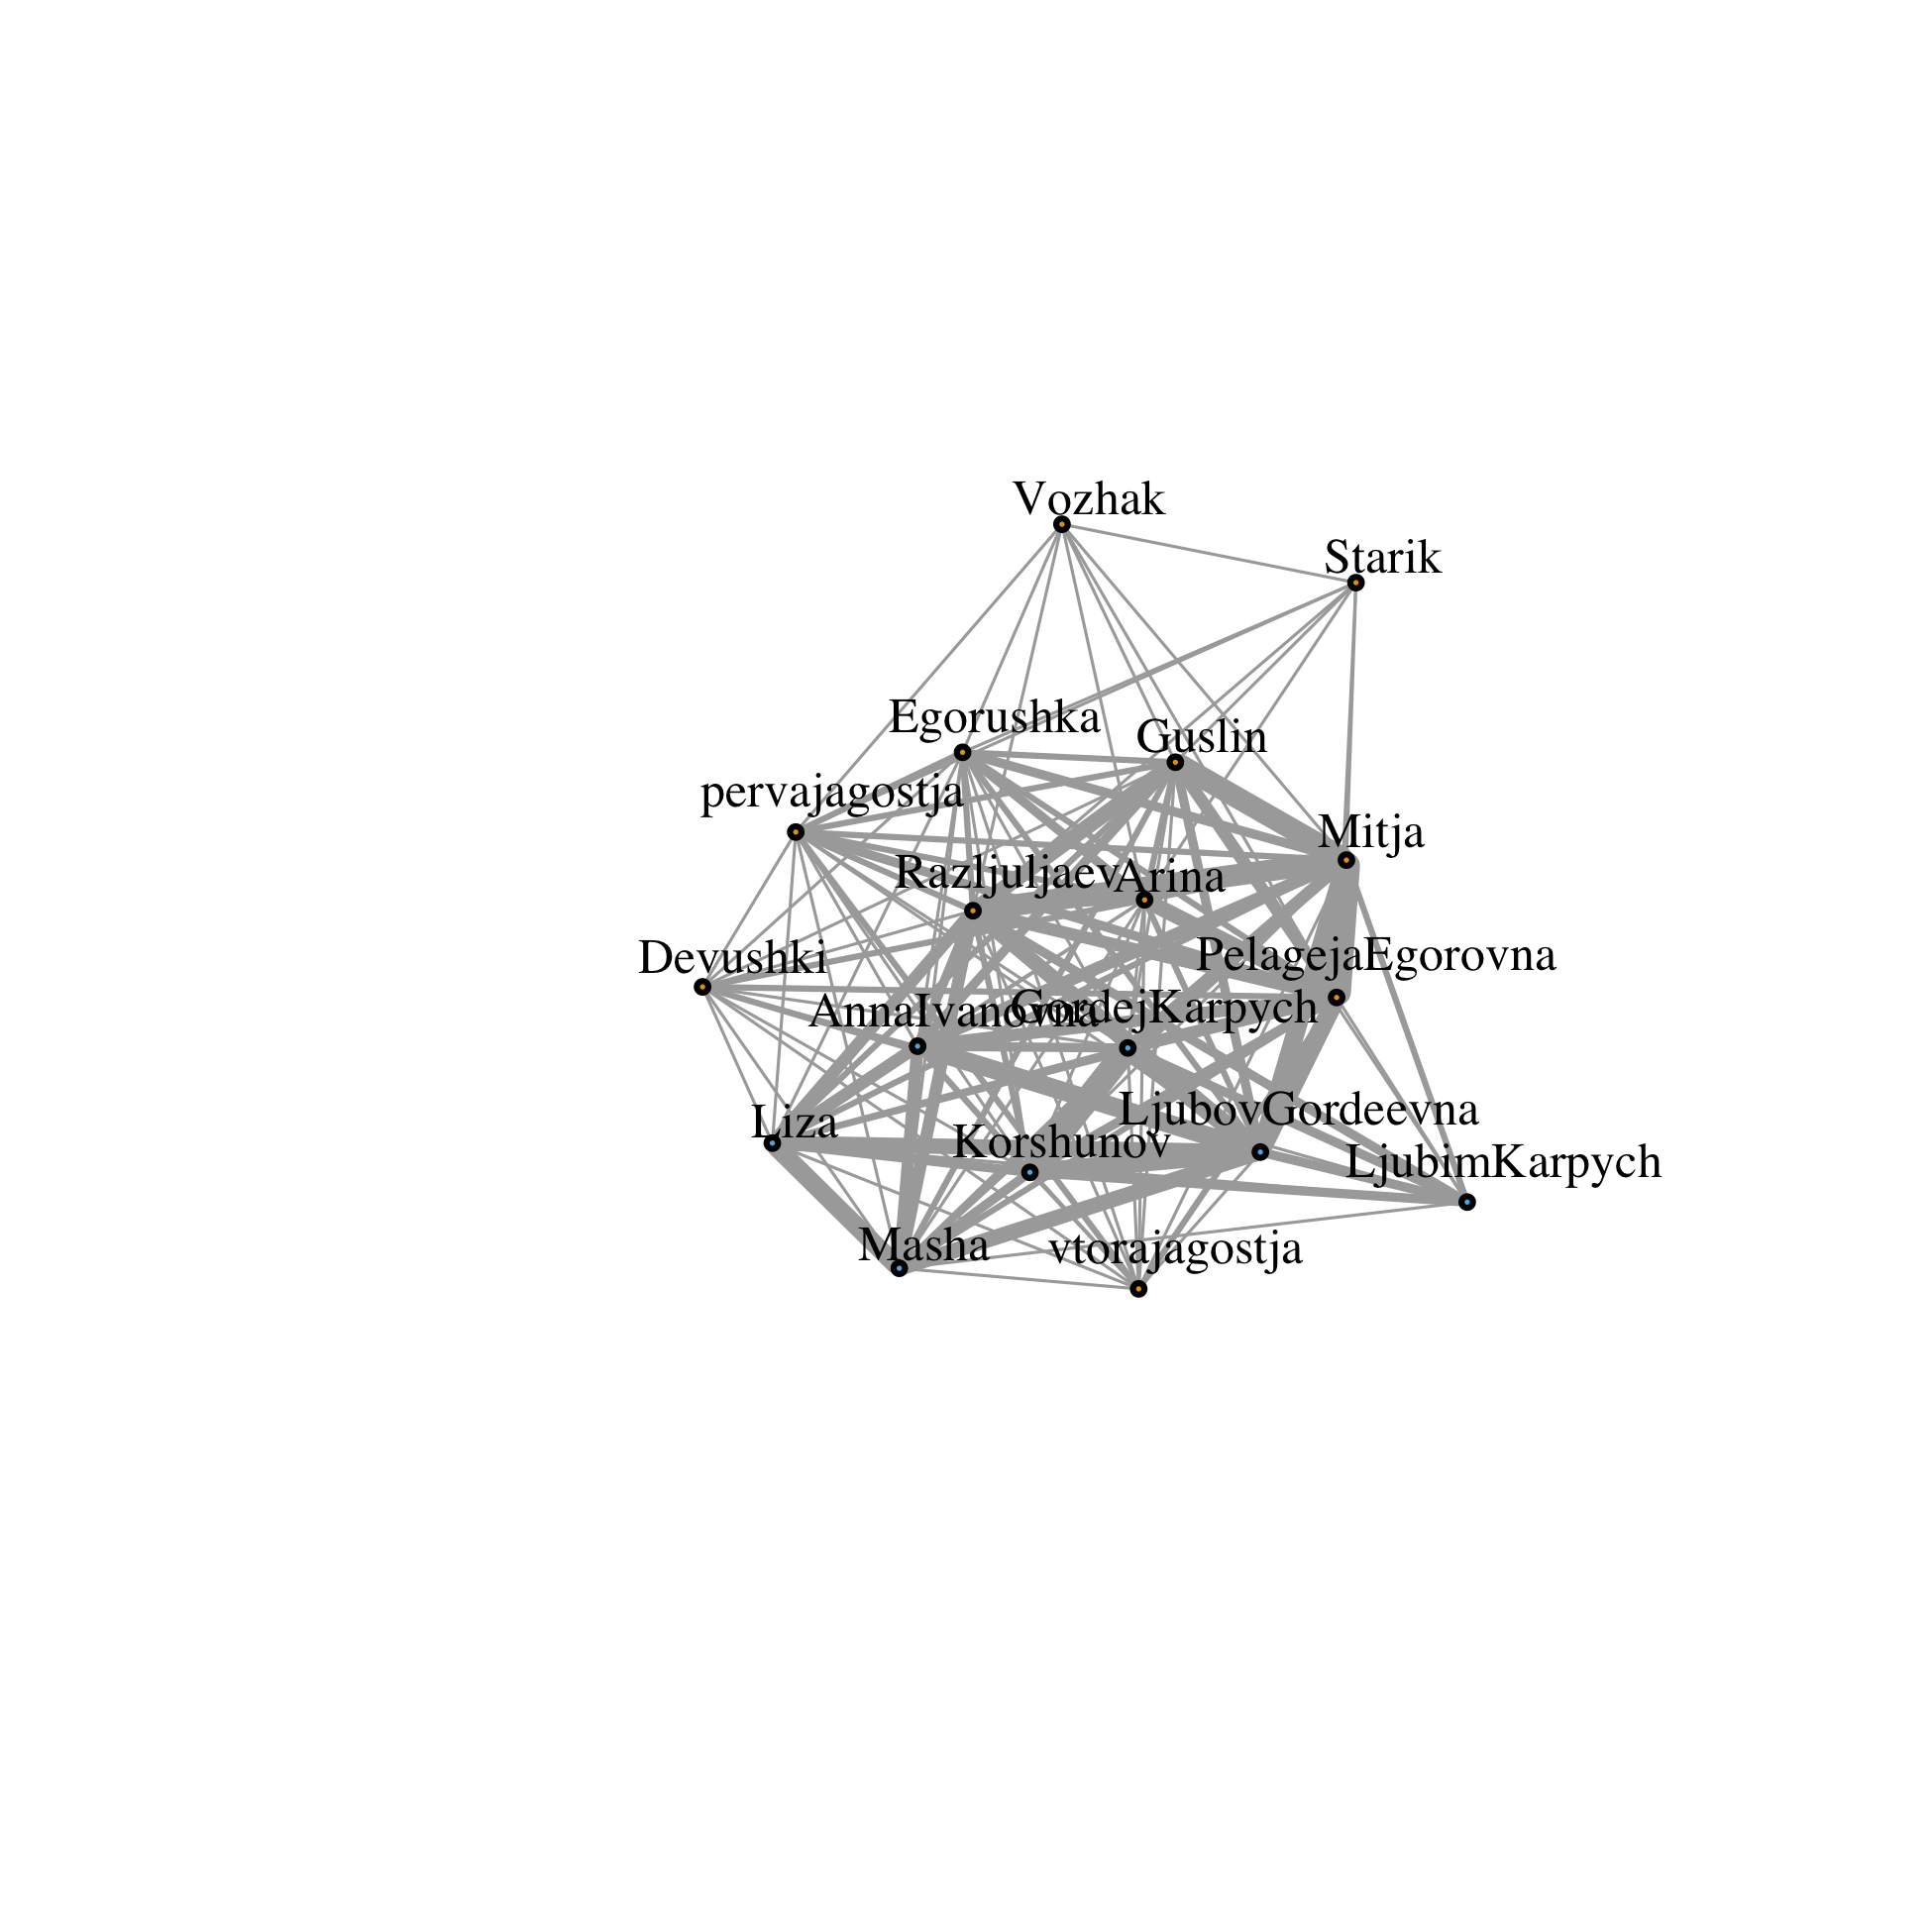 Vozhak
Starik
Egorushka
Guslin
pervajagostja
Mitja
Razljuljaev
Arina
Devushki
PelagejaEgorovna
AnnaIvanovna
GordejKarpych
Liza
LjubovGordeevna
Korshunov
LjubimKarpych
Masha
vtorajagostja